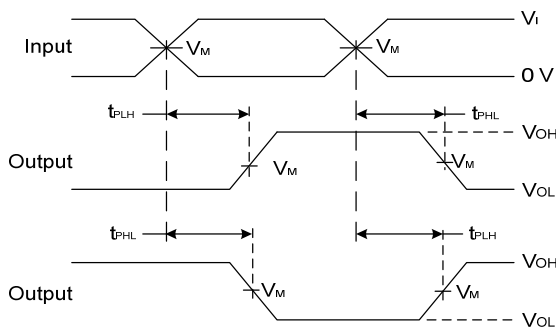 VI
Input VM VM
0 V
tPLH tPHL
VOH
Output VM VM
VOL
tPHL tPLH
VOH
Output VM VM
VOL